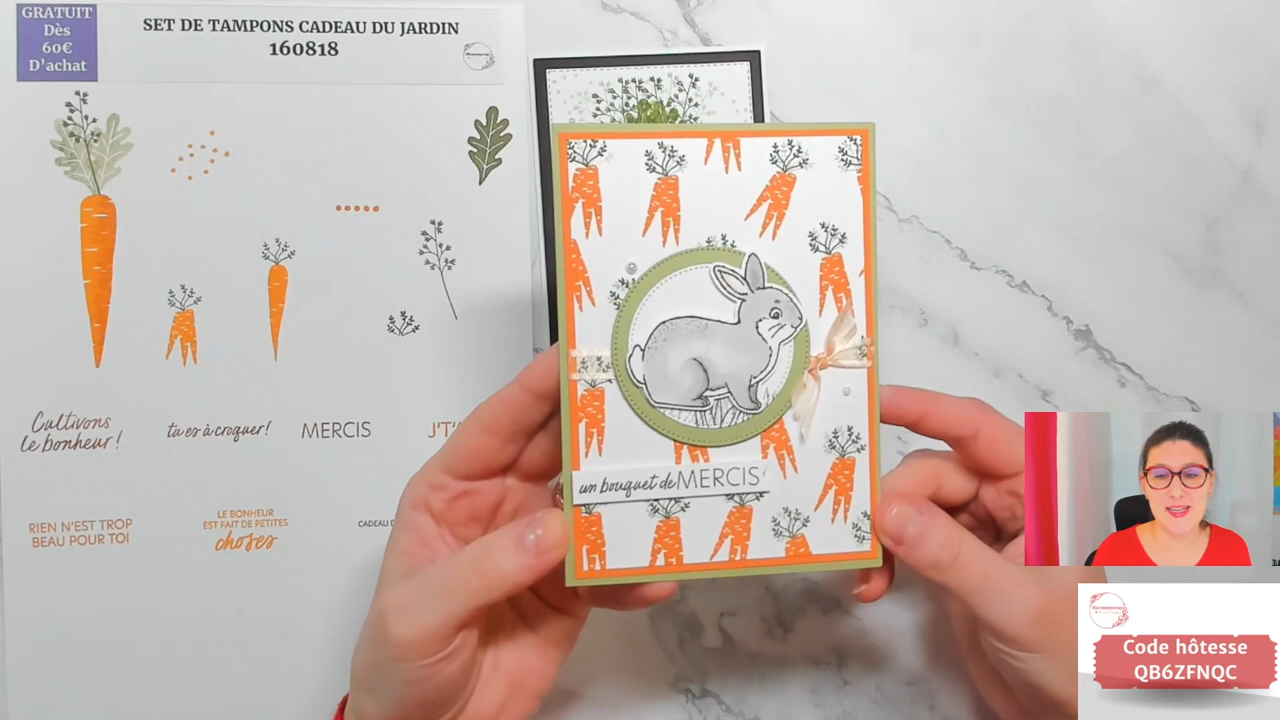 GRATUIT
Dès
60€
D'achat
SET DE TAMPONS CADEAU DU JARDIN
160818
Cultivons
le bonheur !
tu es à croquer !
MERCIS
RIEN N'EST TROP
BEAU POUR TOI
LE BONHEUR
EST FAIT DE PETITES
choses
CADEAU
un bouquet de MERCIS
Code hôtesse
QB6ZFNQC